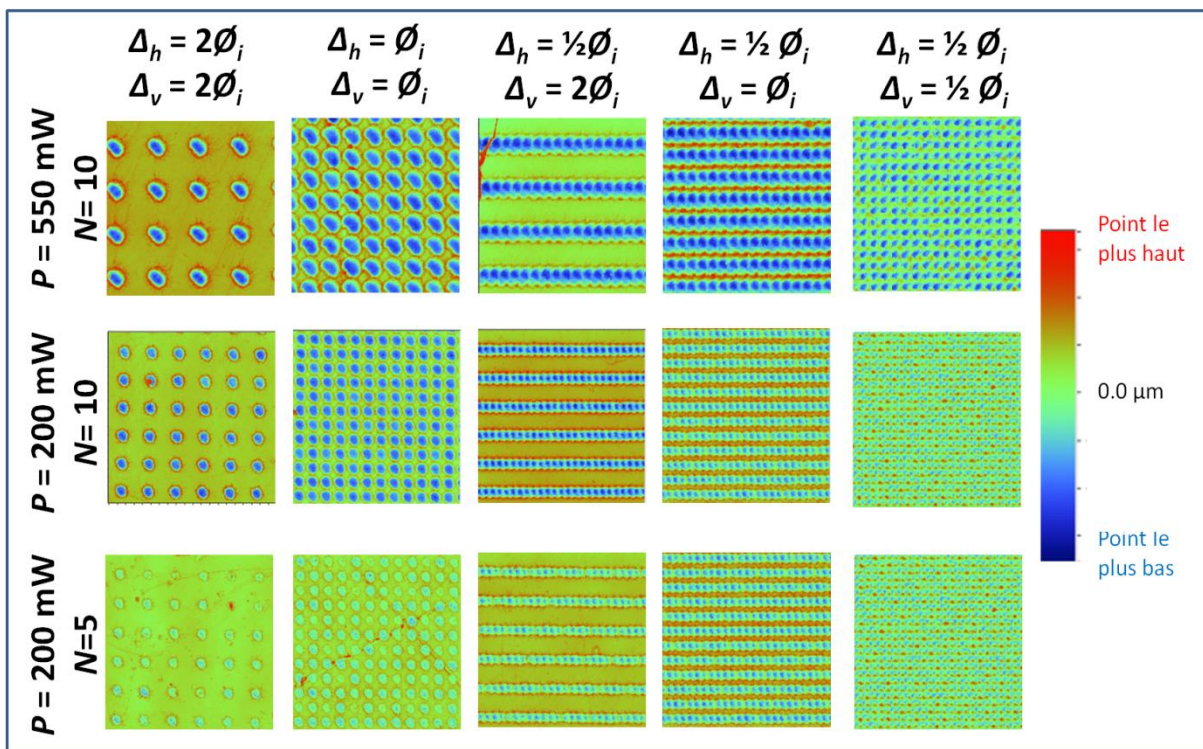 Δh = 2Øi
Δv = 2Øi
Δh = Øi
Δv = Øi
Δh = ½Øi
Δv = 2Øi
Δh = ½ Øi
Δv = Øi
Δh = ½ Øi
Δv = ½ Øi
P = 550 mW
N= 10
P = 200 mW
N= 10
P = 200 mW
N=5
Point le
plus haut
0.0 μm
Point le
plus bas